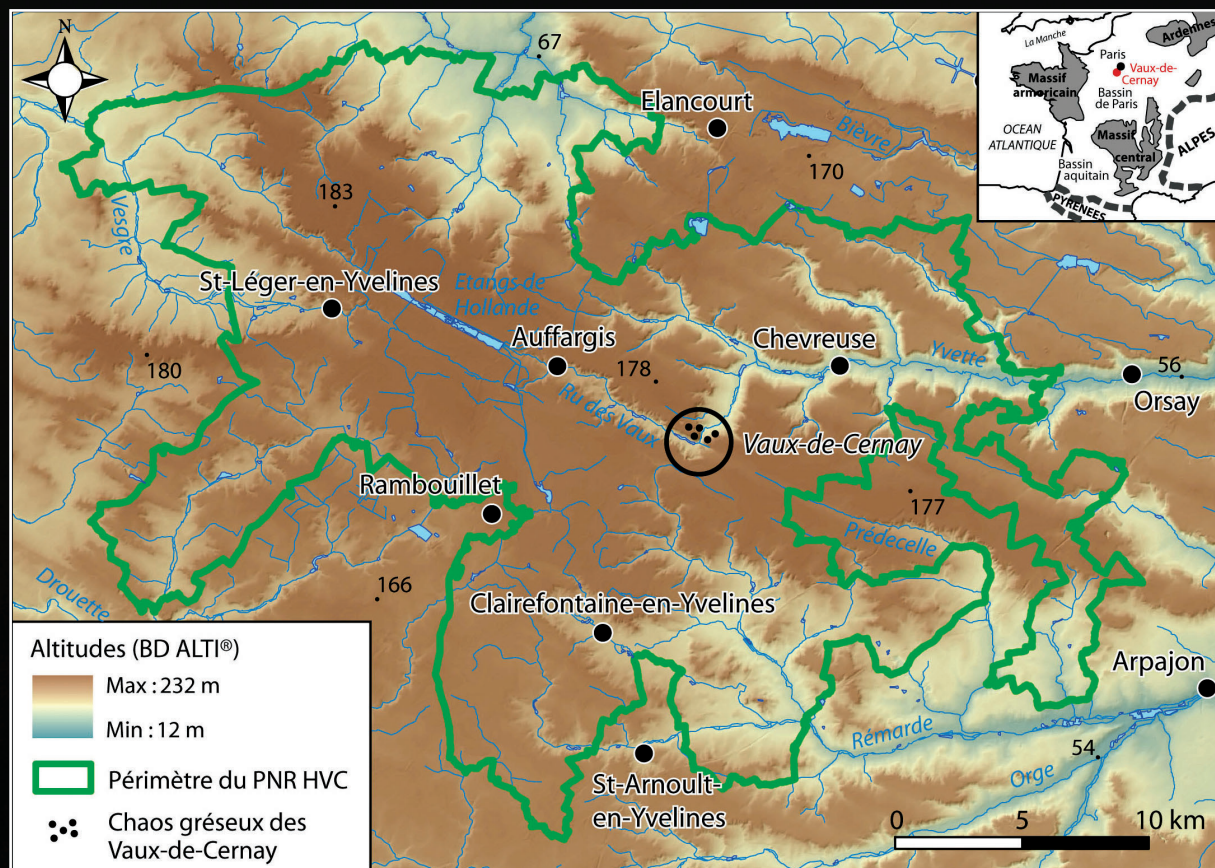 N
67
Elancourt
Bièvre
170
183
Vesgre
St-Léger-en-Yvelines
Etangs de
Hollande
Auffargis
178
Chevreuse
Yvette
56
Orsay
180
Ru des Vaux
Vaux-de-Cernay
Rambouillet
177
Prédecelle
Drouette
166
Clairefontaine-en-Yvelines
Arpajon
Rémarde
54
Orge
St-Arnoult-
en-Yvelines
0 5 10 km
La Manche
Ardennes
Paris
Vaux-de-
Cernay
Massif
armoricain
Bassin
de Paris
OCEAN
ATLANTIQUE
Massif
central
ALPES
Bassin
aquitain
PYRENEES
Altitudes (BD ALTI®)
Max : 232 m
Min : 12 m
Périmètre du PNR HVC
Chaos gréseux des
Vaux-de-Cernay